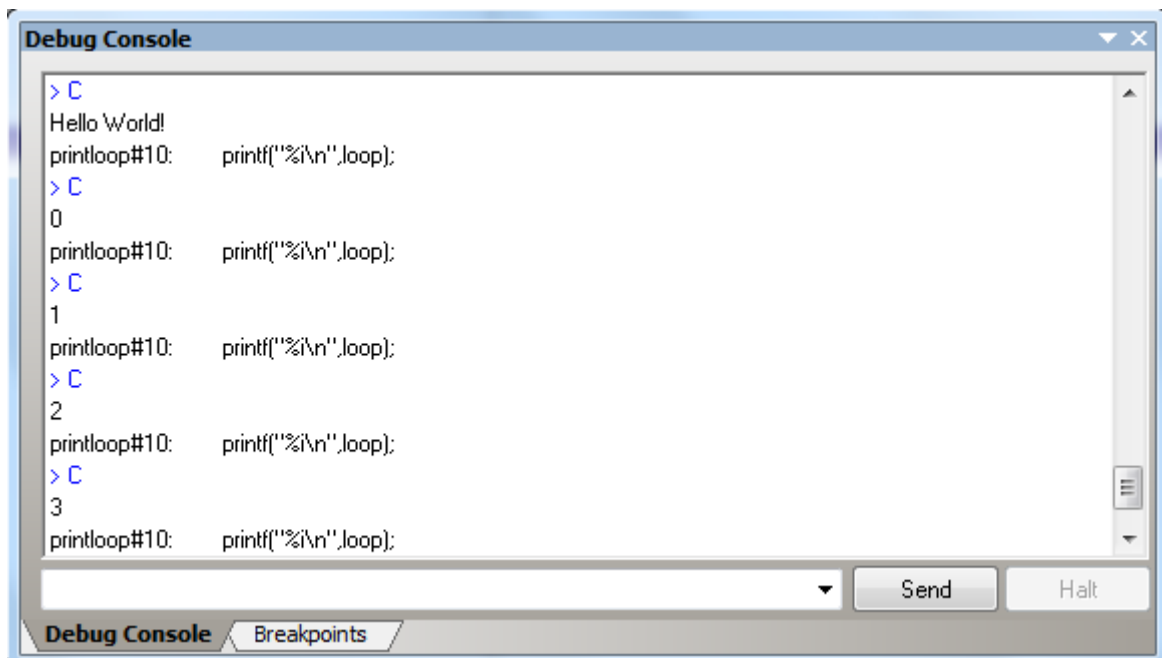 Debug Console
> C
Hello World!
printloop#10: printf("%i\n",loop);
> C
0
printloop#10: printf("%i\n",loop);
> C
1
printloop#10: printf("%i\n",loop);
> C
2
printloop#10: printf("%i\n",loop);
> C
3
printloop#10: printf("%i\n",loop);
Send Halt
Debug Console Breakpoints